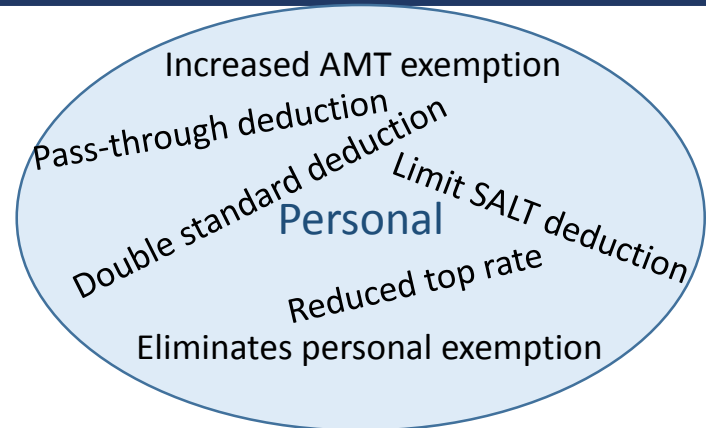 Increased AMT exemption
Pass-through deduction
Double standard deduction
Limit SALT deduction
Personal
Reduced top rate
Eliminates personal exemption